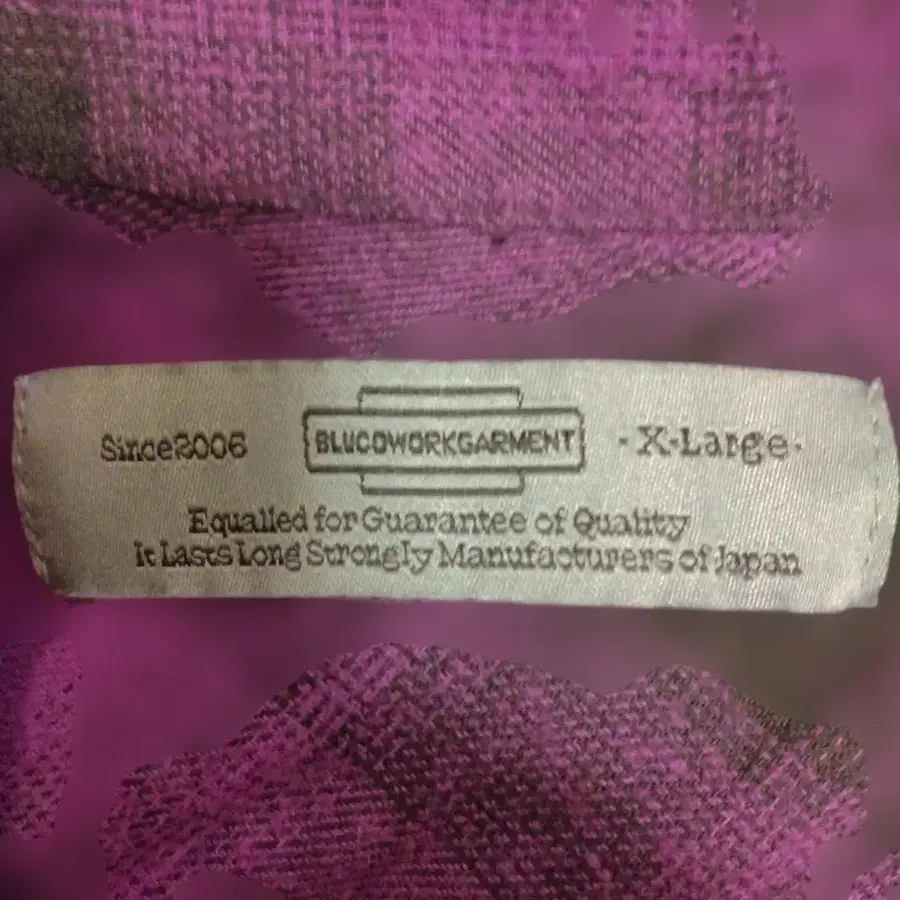 Since2006 BLUCOWORKGARMENT ·X-Large·
Equalled for Guarantee of Quality
It Lasts Long Strongly Manufacturers of Japan